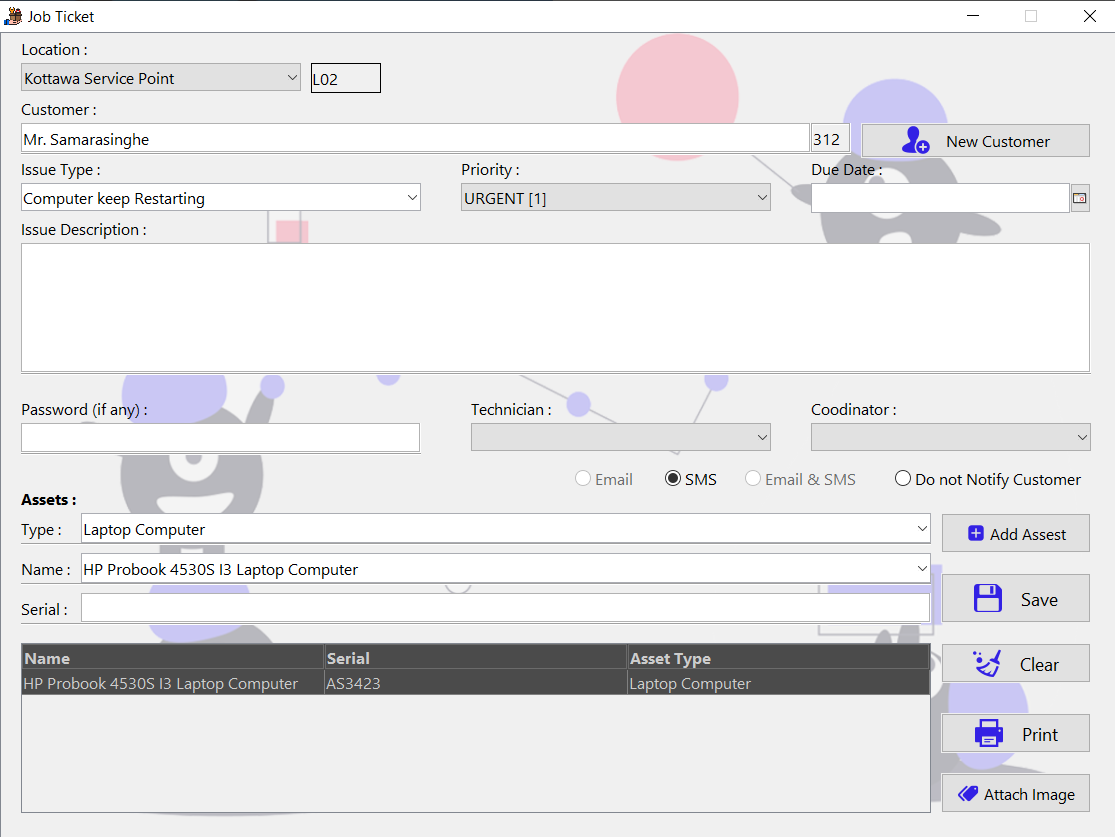 Job Ticket
Location :
Kottawa Service Point L02
Customer :
Mr. Samarasinghe 312 New Customer
Issue Type : Priority : Due Date :
Computer keep Restarting URGENT [1]
Issue Description :
Password (if any) : Technician : Coodinator :
Email SMS Email & SMS Do not Notify Customer
Assets :
Type : Laptop Computer Add Assest
Name : HP Probook 4530S I3 Laptop Computer
Save
Serial :
Name Serial Asset Type
Clear
HP Probook 4530S I3 Laptop Computer AS3423 Laptop Computer
Print
Attach Image